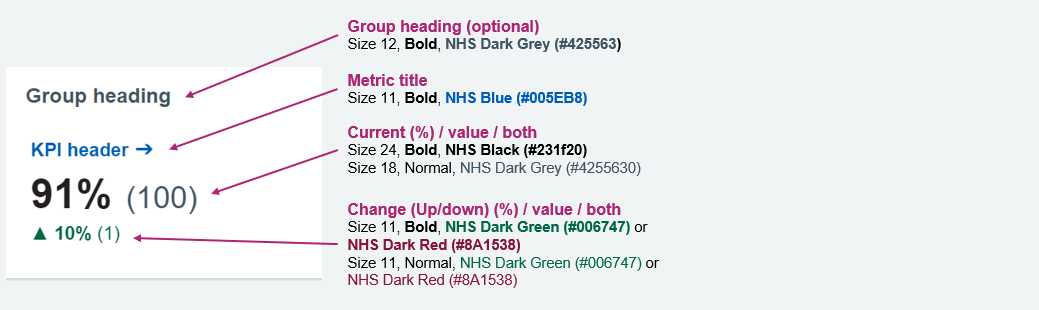 Group heading (optional)
Size 12, Bold, NHS Dark Grey (#425563)
Group heading
Metric title
Size 11, Bold, NHS Blue (#005EB8)
KPI header →
Current (%) / value / both
Size 24, Bold, NHS Black (#231f20)
Size 18, Normal, NHS Dark Grey (#4255630)
91% (100)
Change (Up/down) (%) / value / both
Size 11, Bold, NHS Dark Green (#006747) or
NHS Dark Red (#8A1538)
Size 11, Normal, NHS Dark Green (#006747) or
NHS Dark Red (#8A1538)
▲ 10% (1)